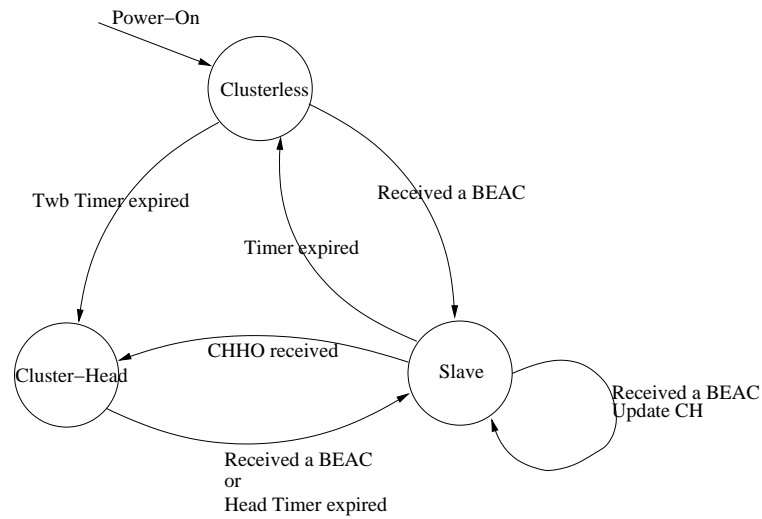 Power−On
Clusterless
Twb Timer expired
Received a BEAC
Timer expired
CHHO received
Cluster−Head
Slave
Received a BEAC
Update CH
Received a BEAC
or
Head Timer expired